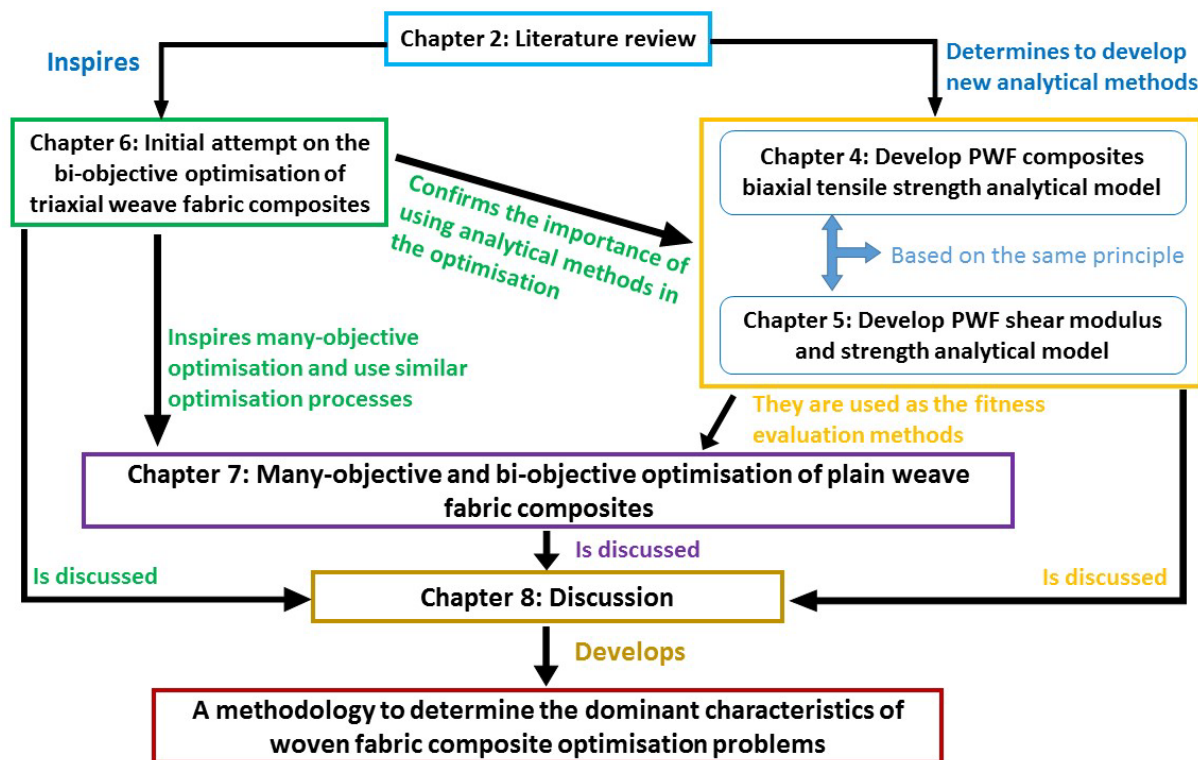 Chapter 2: Literature review
Inspires
Determines to develop
new analytical methods
Chapter 6: Initial attempt on the
bi-objective optimisation of
triaxial weave fabric composites
Confirms the importance of
using analytical methods in
the optimisation
Chapter 4: Develop PWF composites
biaxial tensile strength analytical model
Based on the same principle
Chapter 5: Develop PWF shear modulus
and strength analytical model
Inspires many-objective
optimisation and use similar
optimisation processes
They are used as the fitness
evaluation methods
Chapter 7: Many-objective and bi-objective optimisation of plain weave
fabric composites
Is discussed
Is discussed
Is discussed
Chapter 8: Discussion
Develops
A methodology to determine the dominant characteristics of
woven fabric composite optimisation problems